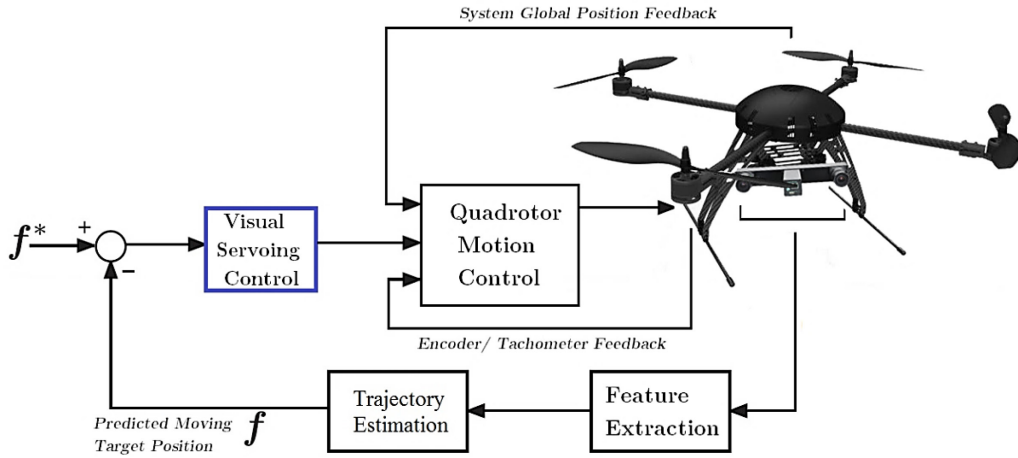 System Global Position Feedback
Visual
Servoing
Control
Quadrotor
Motion
Control
f*
+
−
Encoder/ Tachometer Feedback
Predicted Moving
Target Position
f
Trajectory
Estimation
Feature
Extraction